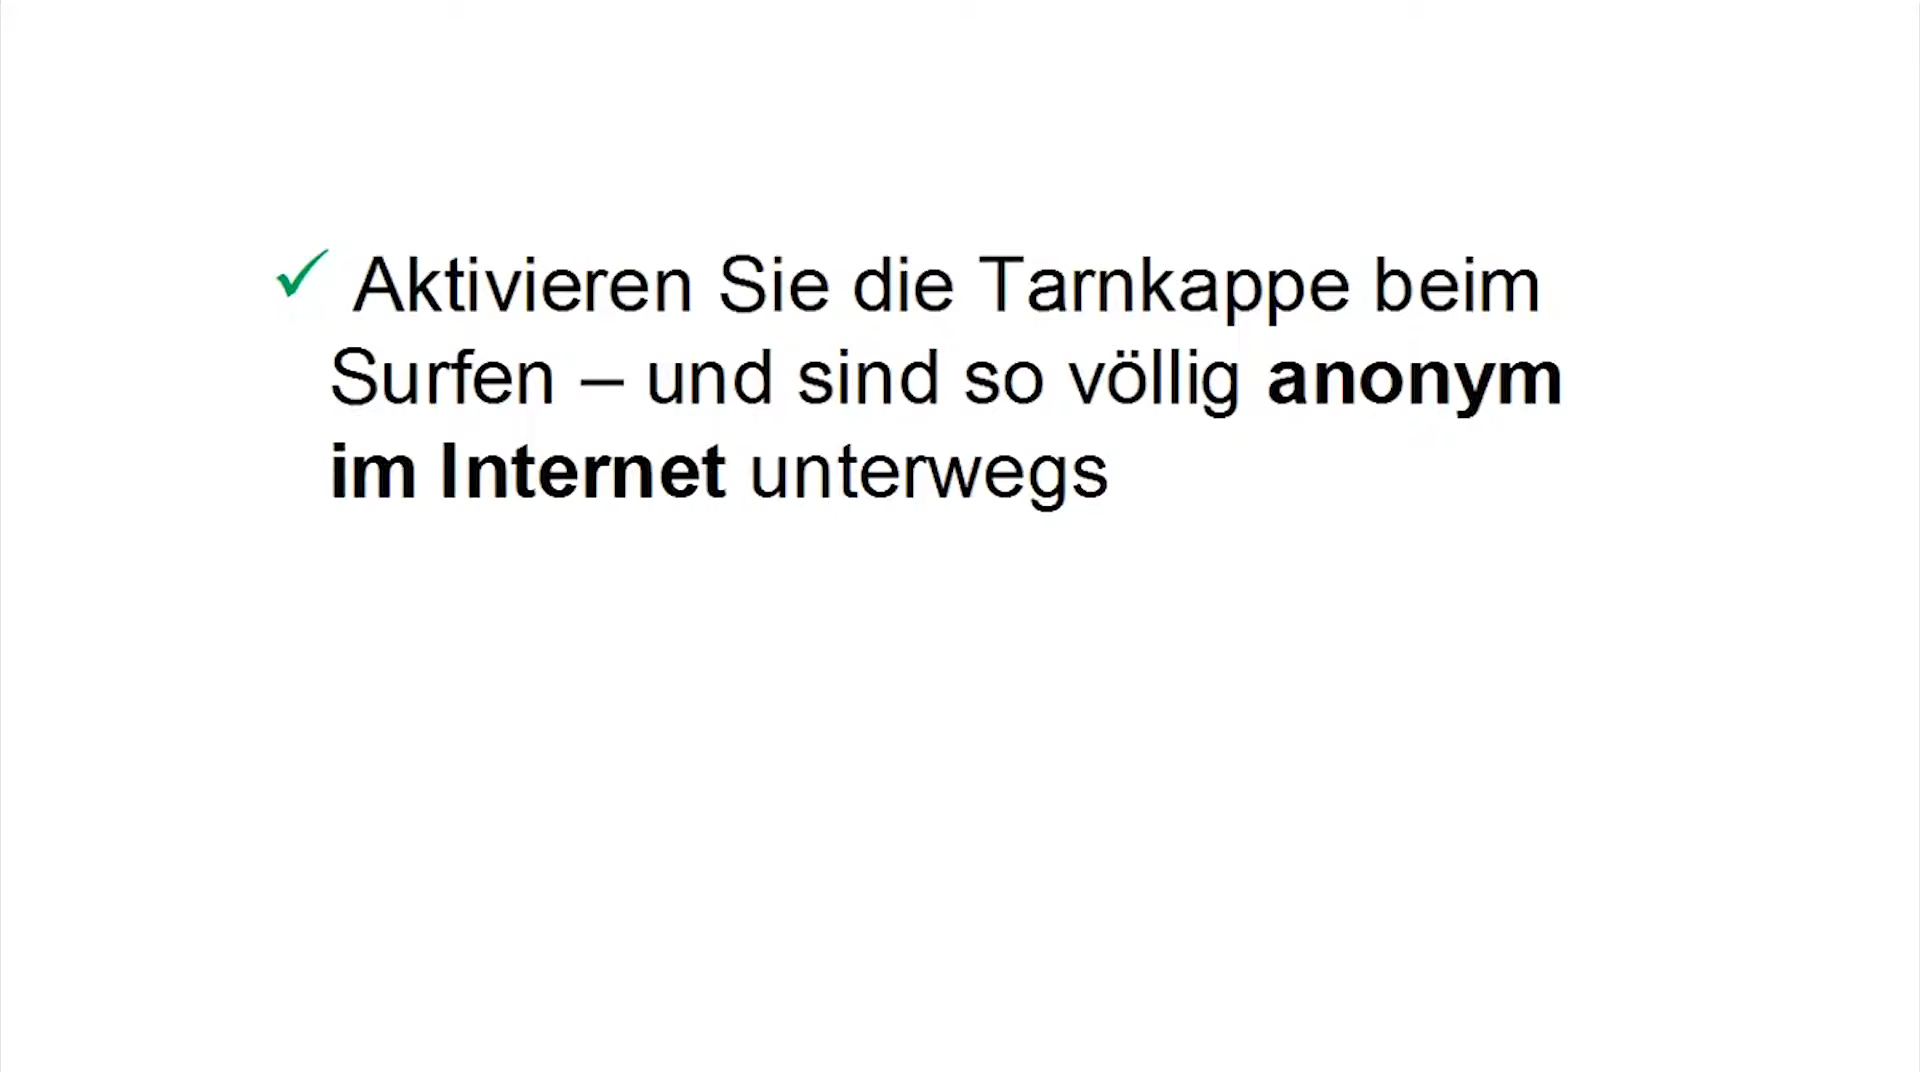 ✓ Aktivieren Sie die Tarnkappe beim
Surfen – und sind so völlig anonym
im Internet unterwegs